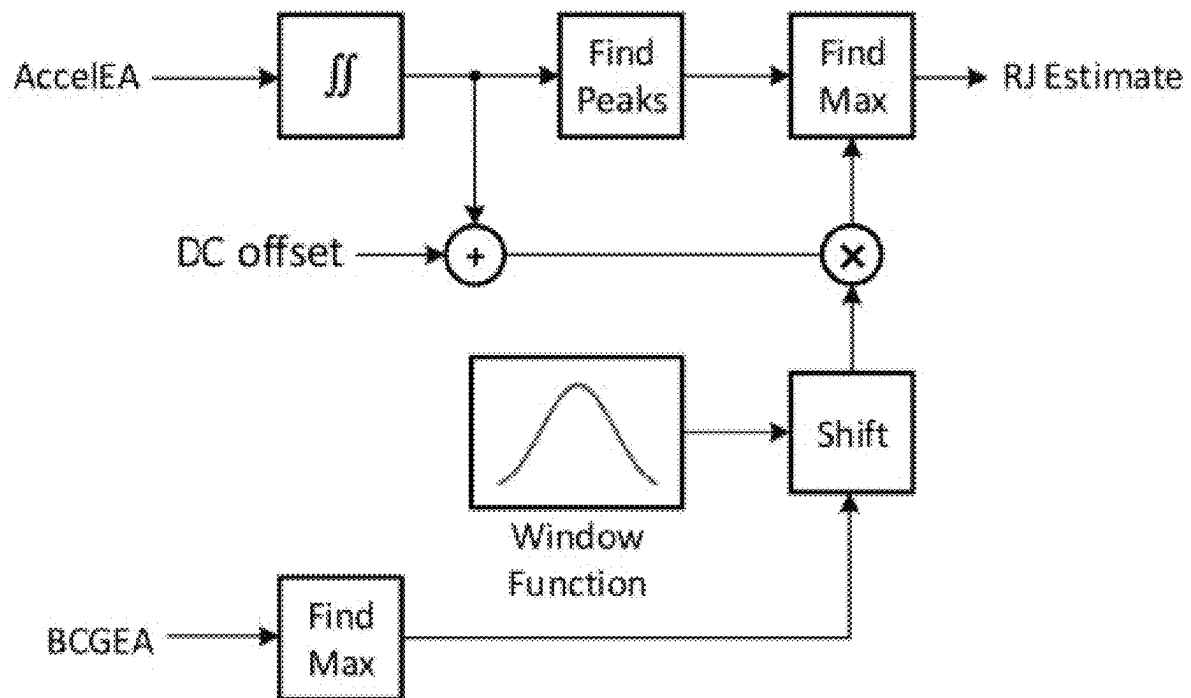 AccelEA
∬
Find
Peaks
Find
Max
RJ Estimate
DC offset
+
×
Shift
Window
Function
BCGEA
Find
Max